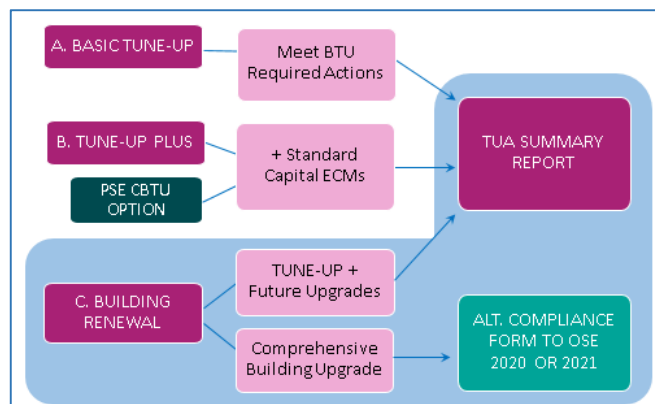 A. BASIC TUNE-UP
Meet BTU
Required Actions
B. TUNE-UP PLUS
PSE CBTU
OPTION
+ Standard
Capital ECMs
TUA SUMMARY
REPORT
C. BUILDING
RENEWAL
TUNE-UP +
Future Upgrades
Comprehensive
Building Upgrade
ALT. COMPLIANCE
FORM TO OSE
2020 OR 2021